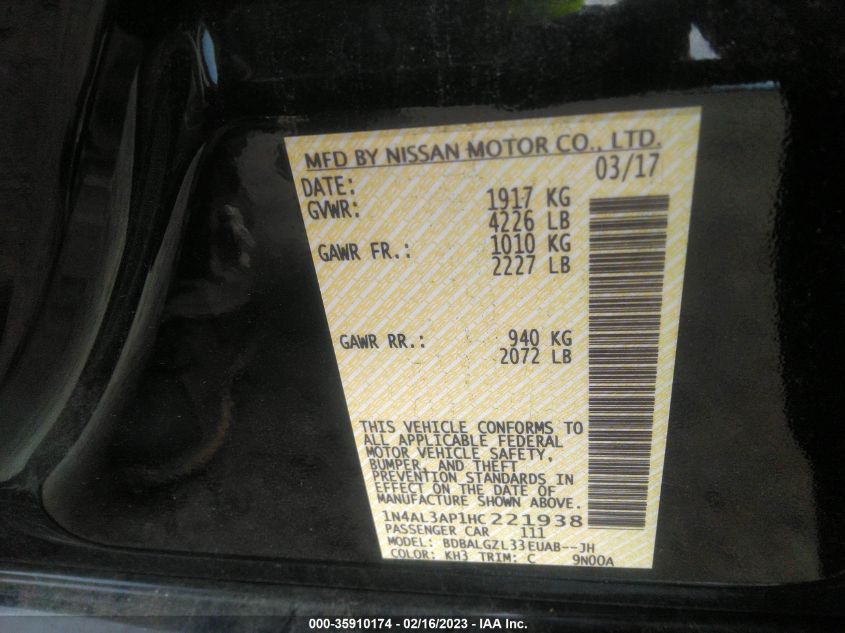 MFD BY NISSAN MOTOR CO., LTD.
DATE: 03/17
GVWR: 1917 KG
4226 LB
GAWR FR.: 1010 KG
2227 LB
GAWR RR.: 940 KG
2072 LB
THIS VEHICLE CONFORMS TO
ALL APPLICABLE FEDERAL
MOTOR VEHICLE SAFETY,
BUMPER, AND THEFT
PREVENTION STANDARDS IN
EFFECT ON THE DATE OF
MANUFACTURE SHOWN ABOVE.
1N4AL3AP1HC221938
PASSENGER CAR 111
MODEL: BDBALGZL33EUAB--JH
COLOR: KH3 TRIM: C 9N00A
000-35910174 - 02/16/2023 - IAA Inc.